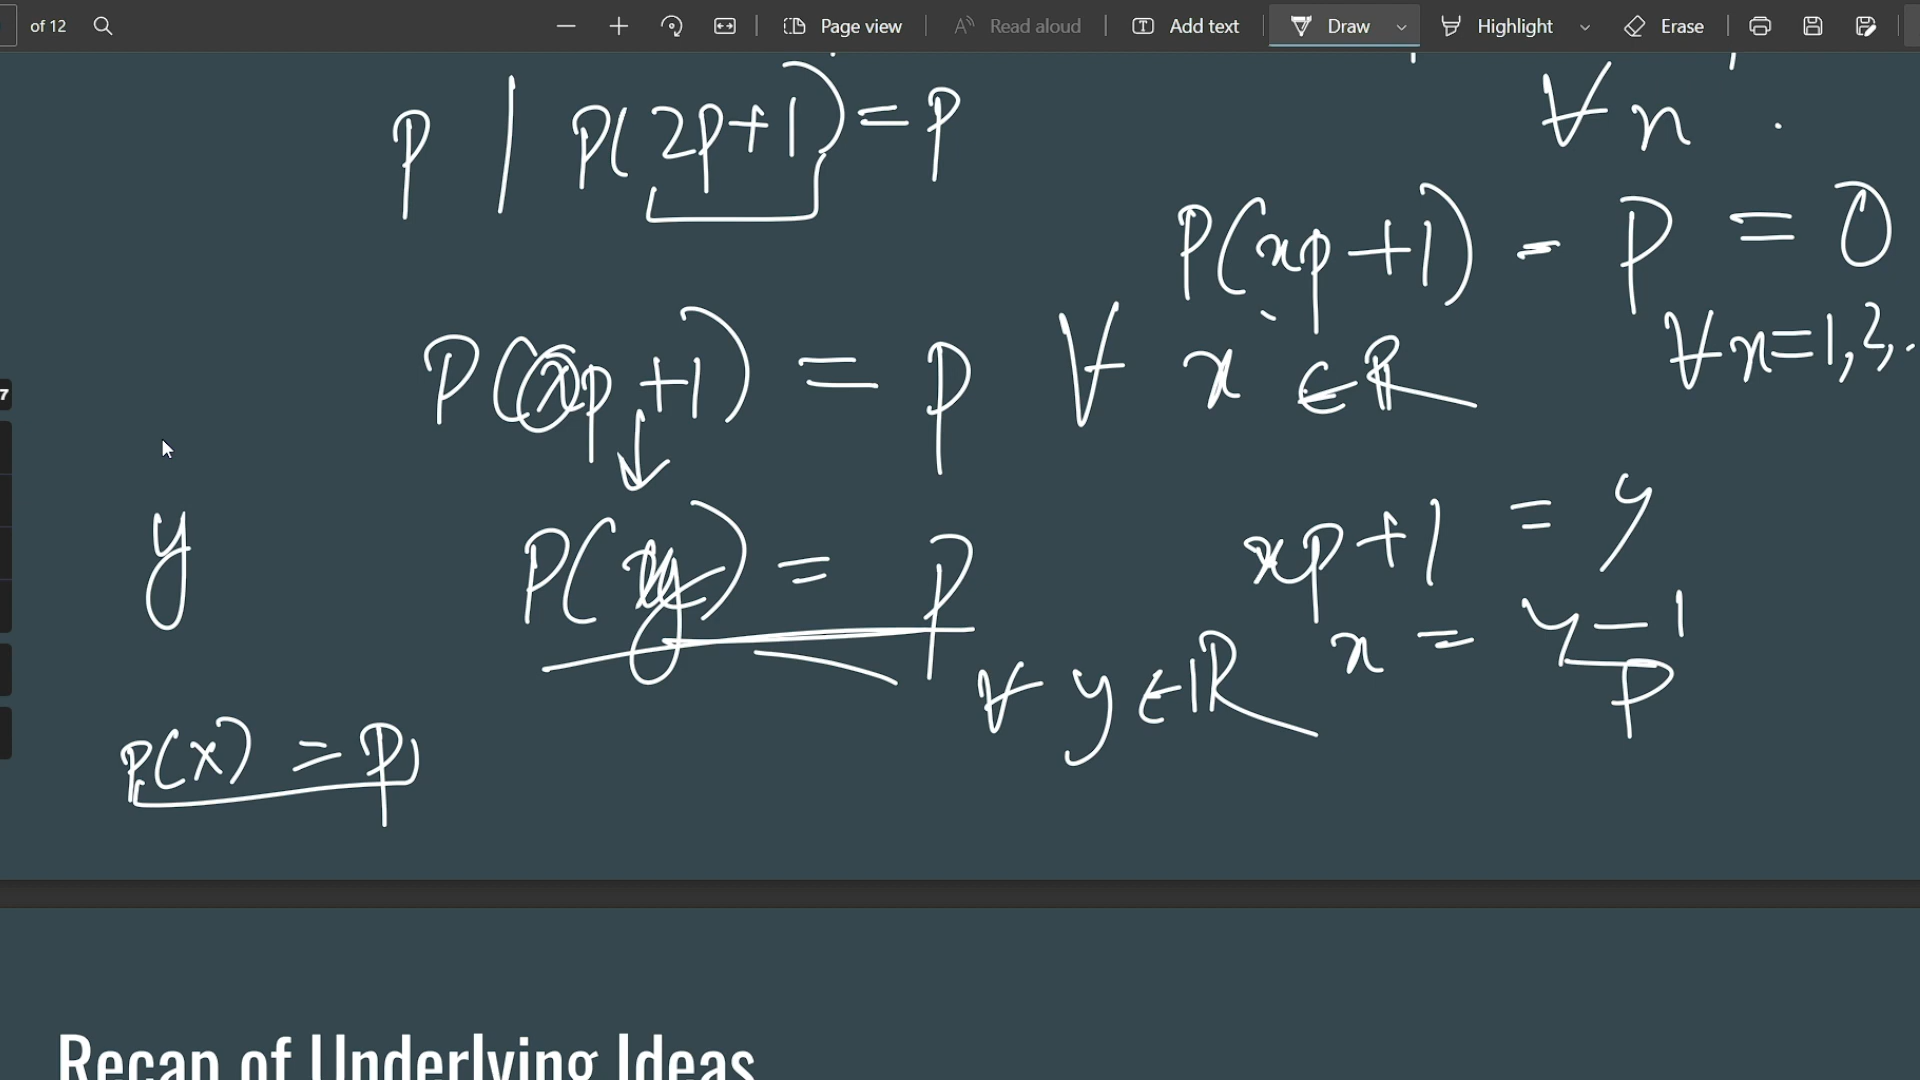 of 12 Page view Read aloud Add text Draw Highlight Erase
p | P(2p+1) = p
∀ n .
P(xp+1) - p = 0
∀ x=1,2,..
P(xp+1) = p ∀ x ∈ ℝ
7
xp+1 = y
y
P(y) = p
∀ y ∈ ℝ
x = y-1/p
P(x) = p
Recap of Underlying Ideas